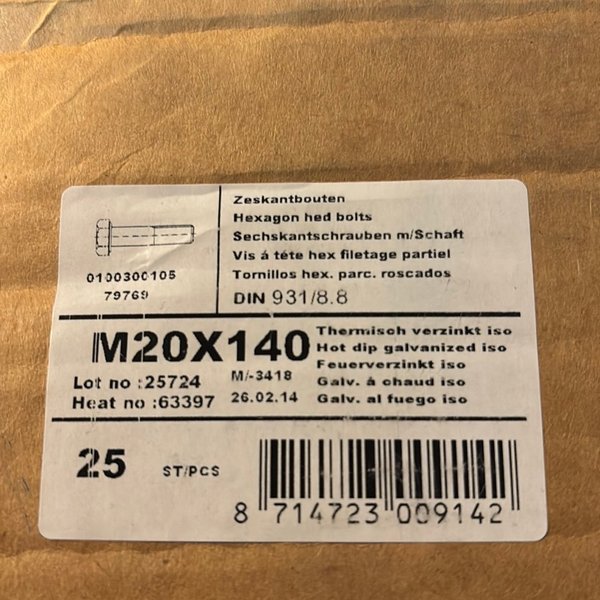 Zeskantbouten
Hexagon hed bolts
Sechskantschrauben m/Schaft
Vis á téte hex filetage partiel
Tornillos hex. parc. roscados
DIN 931/8.8
0100300105
79769
M20X140
Thermisch verzinkt iso
Hot dip galvanized iso
Feuerverzinkt iso
Galv. á chaud iso
Galv. al fuego iso
Lot no :25724
M/-3418
Heat no :63397
26.02.14
25 ST/PCS
8 714723 009142